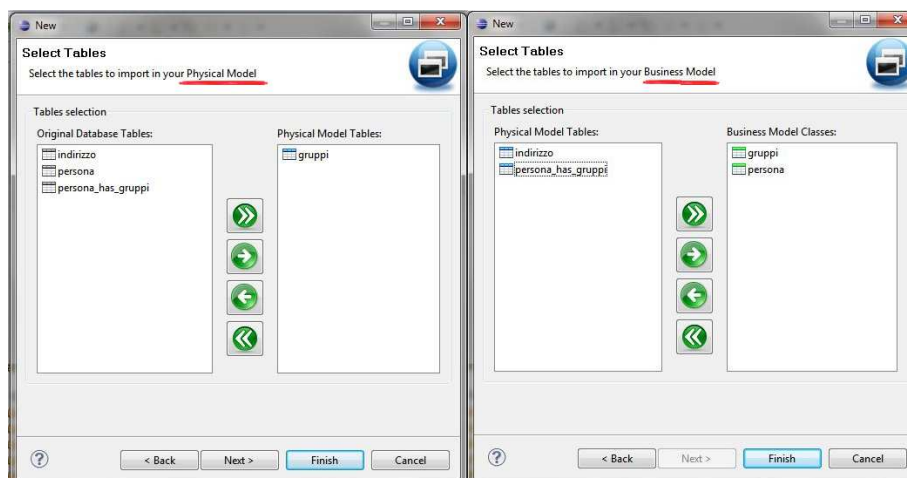 New
Select Tables
Select the tables to import in your Physical Model
Tables selection
Original Database Tables:
indirizzo
persona
persona_has_gruppi
Physical Model Tables:
gruppi
< Back
Next >
Finish
Cancel
New
Select Tables
Select the tables to import in your Business Model
Tables selection
Physical Model Tables:
indirizzo
persona_has_gruppi
Business Model Classes:
gruppi
persona
< Back
Next >
Finish
Cancel